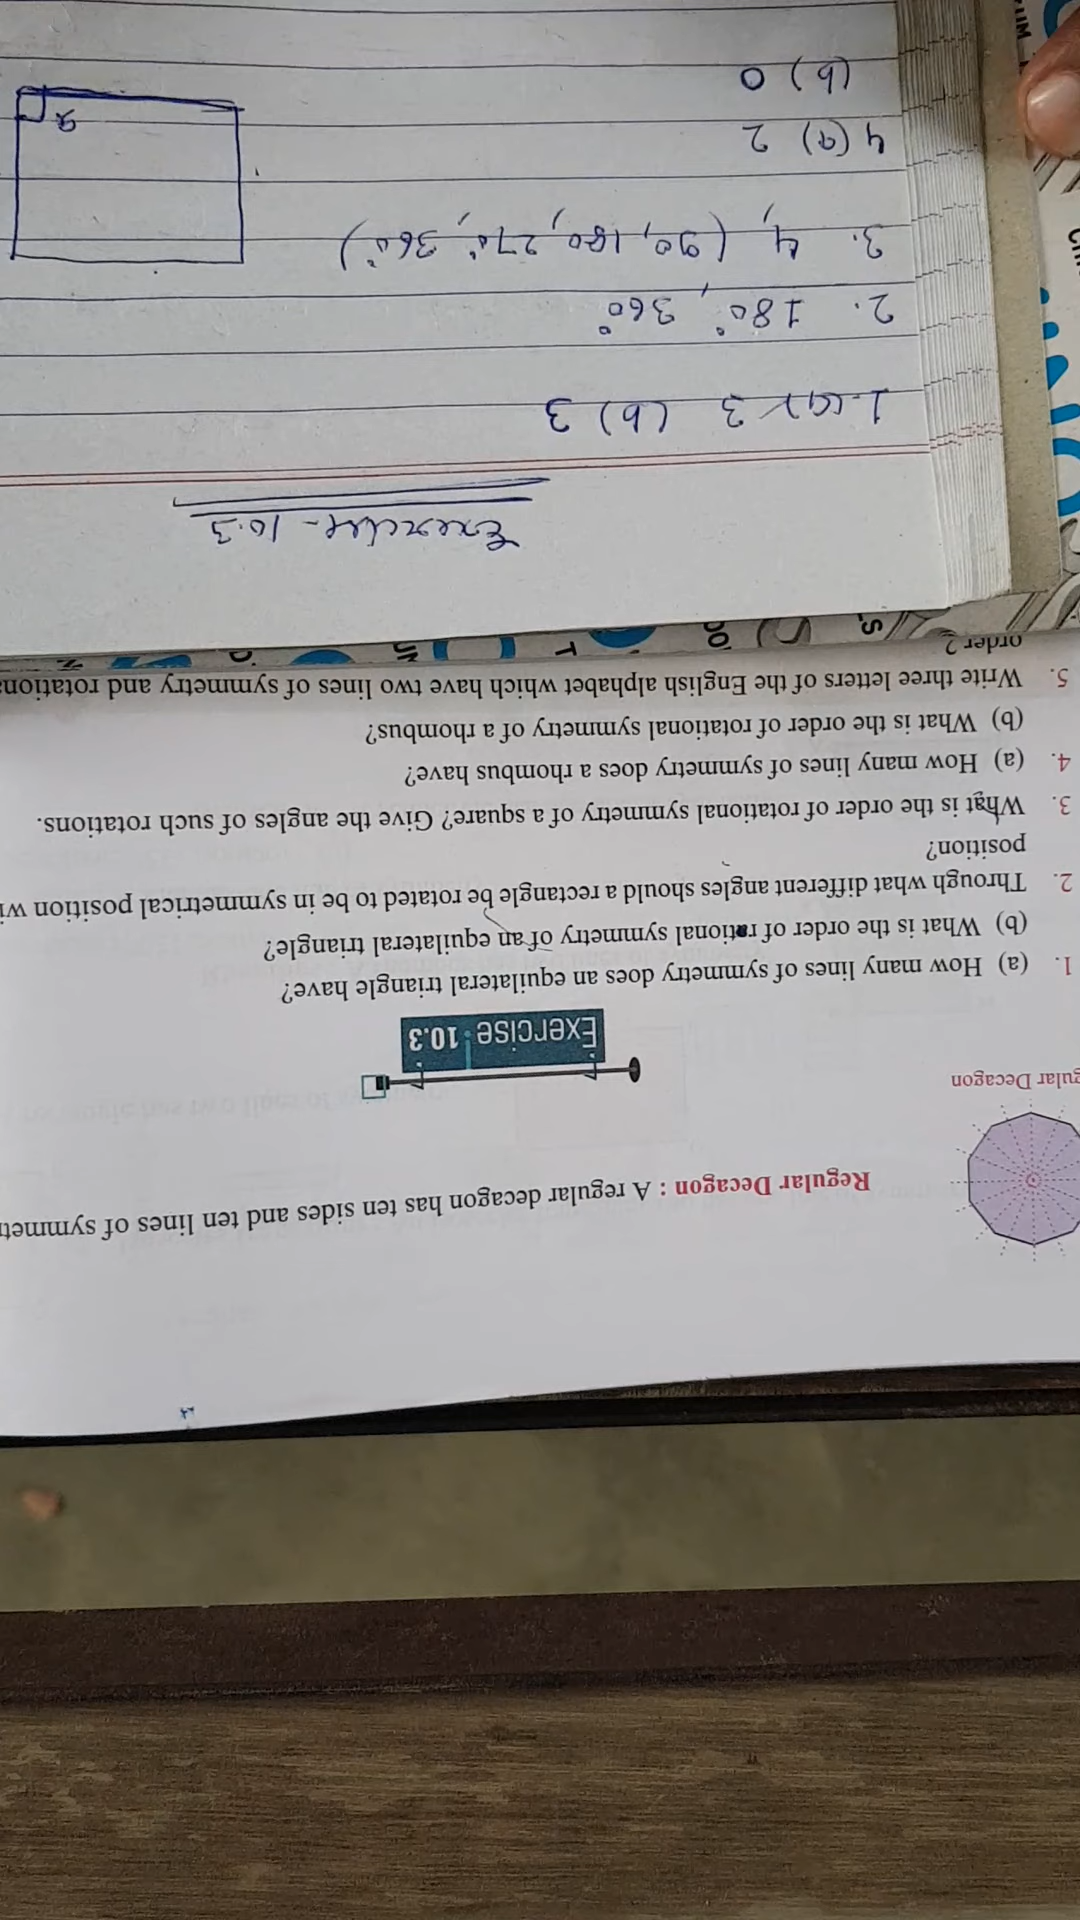 Regular Decagon : A regular decagon has ten sides and ten lines of
Decagon
Exercise 10.3
1. (a) How many lines of symmetry does an equilateral triangle have?
(b) What is the order of rational symmetry of an equilateral triangle?
2. Through what different angles should a rectangle be rotated to be in symmetrical position
position?
3. What is the order of rotational symmetry of a square? Give the angles of such rotations.
4. (a) How many lines of symmetry does a rhombus have?
(b) What is the order of rotational symmetry of a rhombus?
5. Write three letters of the English alphabet which have two lines of symmetry and
order 2
10.3
1. (a) 3 (b) 3
2. 180°, 360°
3. 4, (90, 180, 270°, 360°)
4 (a) 2
(b) 0